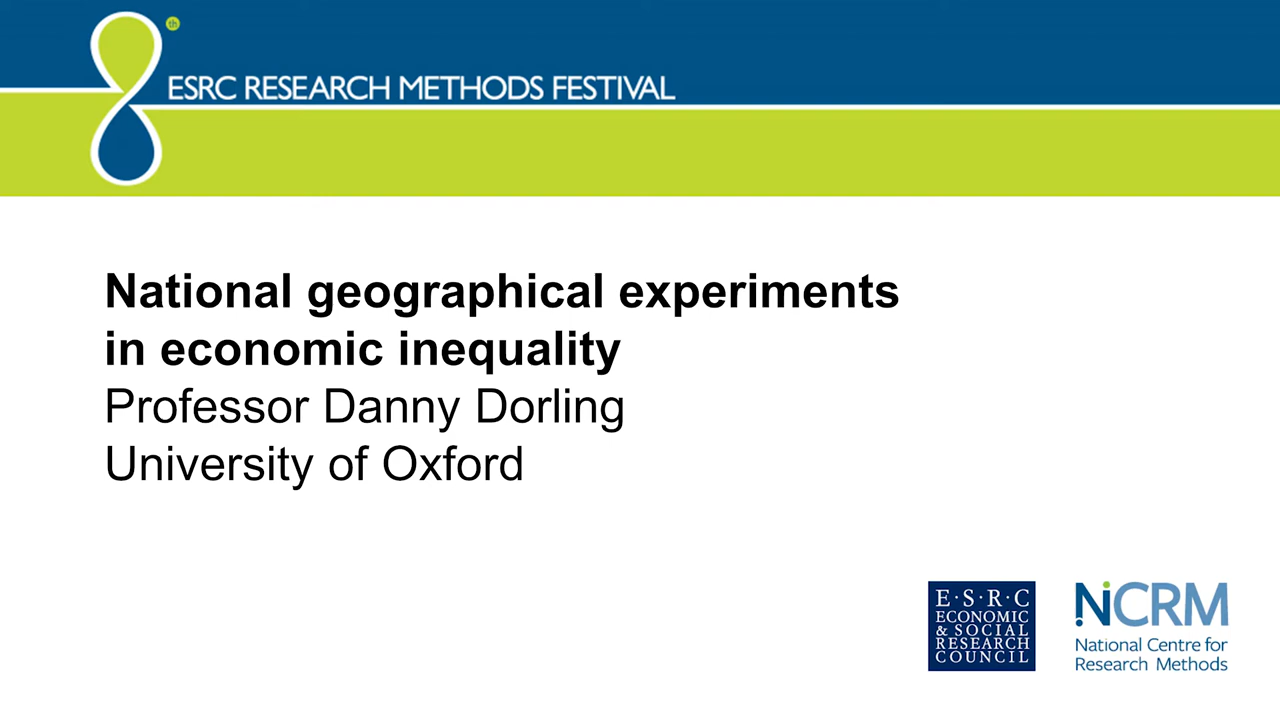 th
ESRC RESEARCH METHODS FESTIVAL
National geographical experiments
in economic inequality
Professor Danny Dorling
University of Oxford
E·S·R·C
ECONOMIC
& SOCIAL
RESEARCH
COUNCIL
NCRM
National Centre for
Research Methods